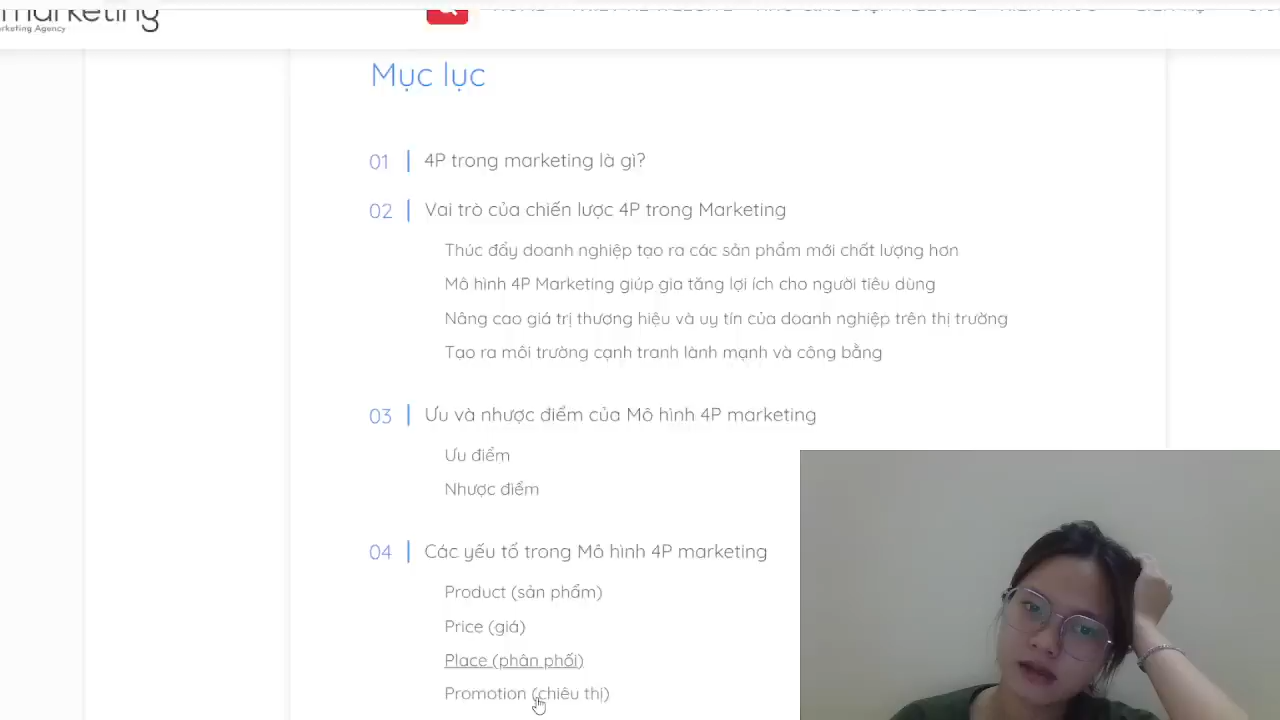 marketing
arketing Agency
Mục lục
01 4P trong marketing là gì?
02 Vai trò của chiến lược 4P trong Marketing
Thúc đẩy doanh nghiệp tạo ra các sản phẩm mới chất lượng hơn
Mô hình 4P Marketing giúp gia tăng lợi ích cho người tiêu dùng
Nâng cao giá trị thương hiệu và uy tín của doanh nghiệp trên thị trường
Tạo ra môi trường cạnh tranh lành mạnh và công bằng
03 Ưu và nhược điểm của Mô hình 4P marketing
Ưu điểm
Nhược điểm
04 Các yếu tố trong Mô hình 4P marketing
Product (sản phẩm)
Price (giá)
Place (phân phối)
Promotion (chiêu thị)